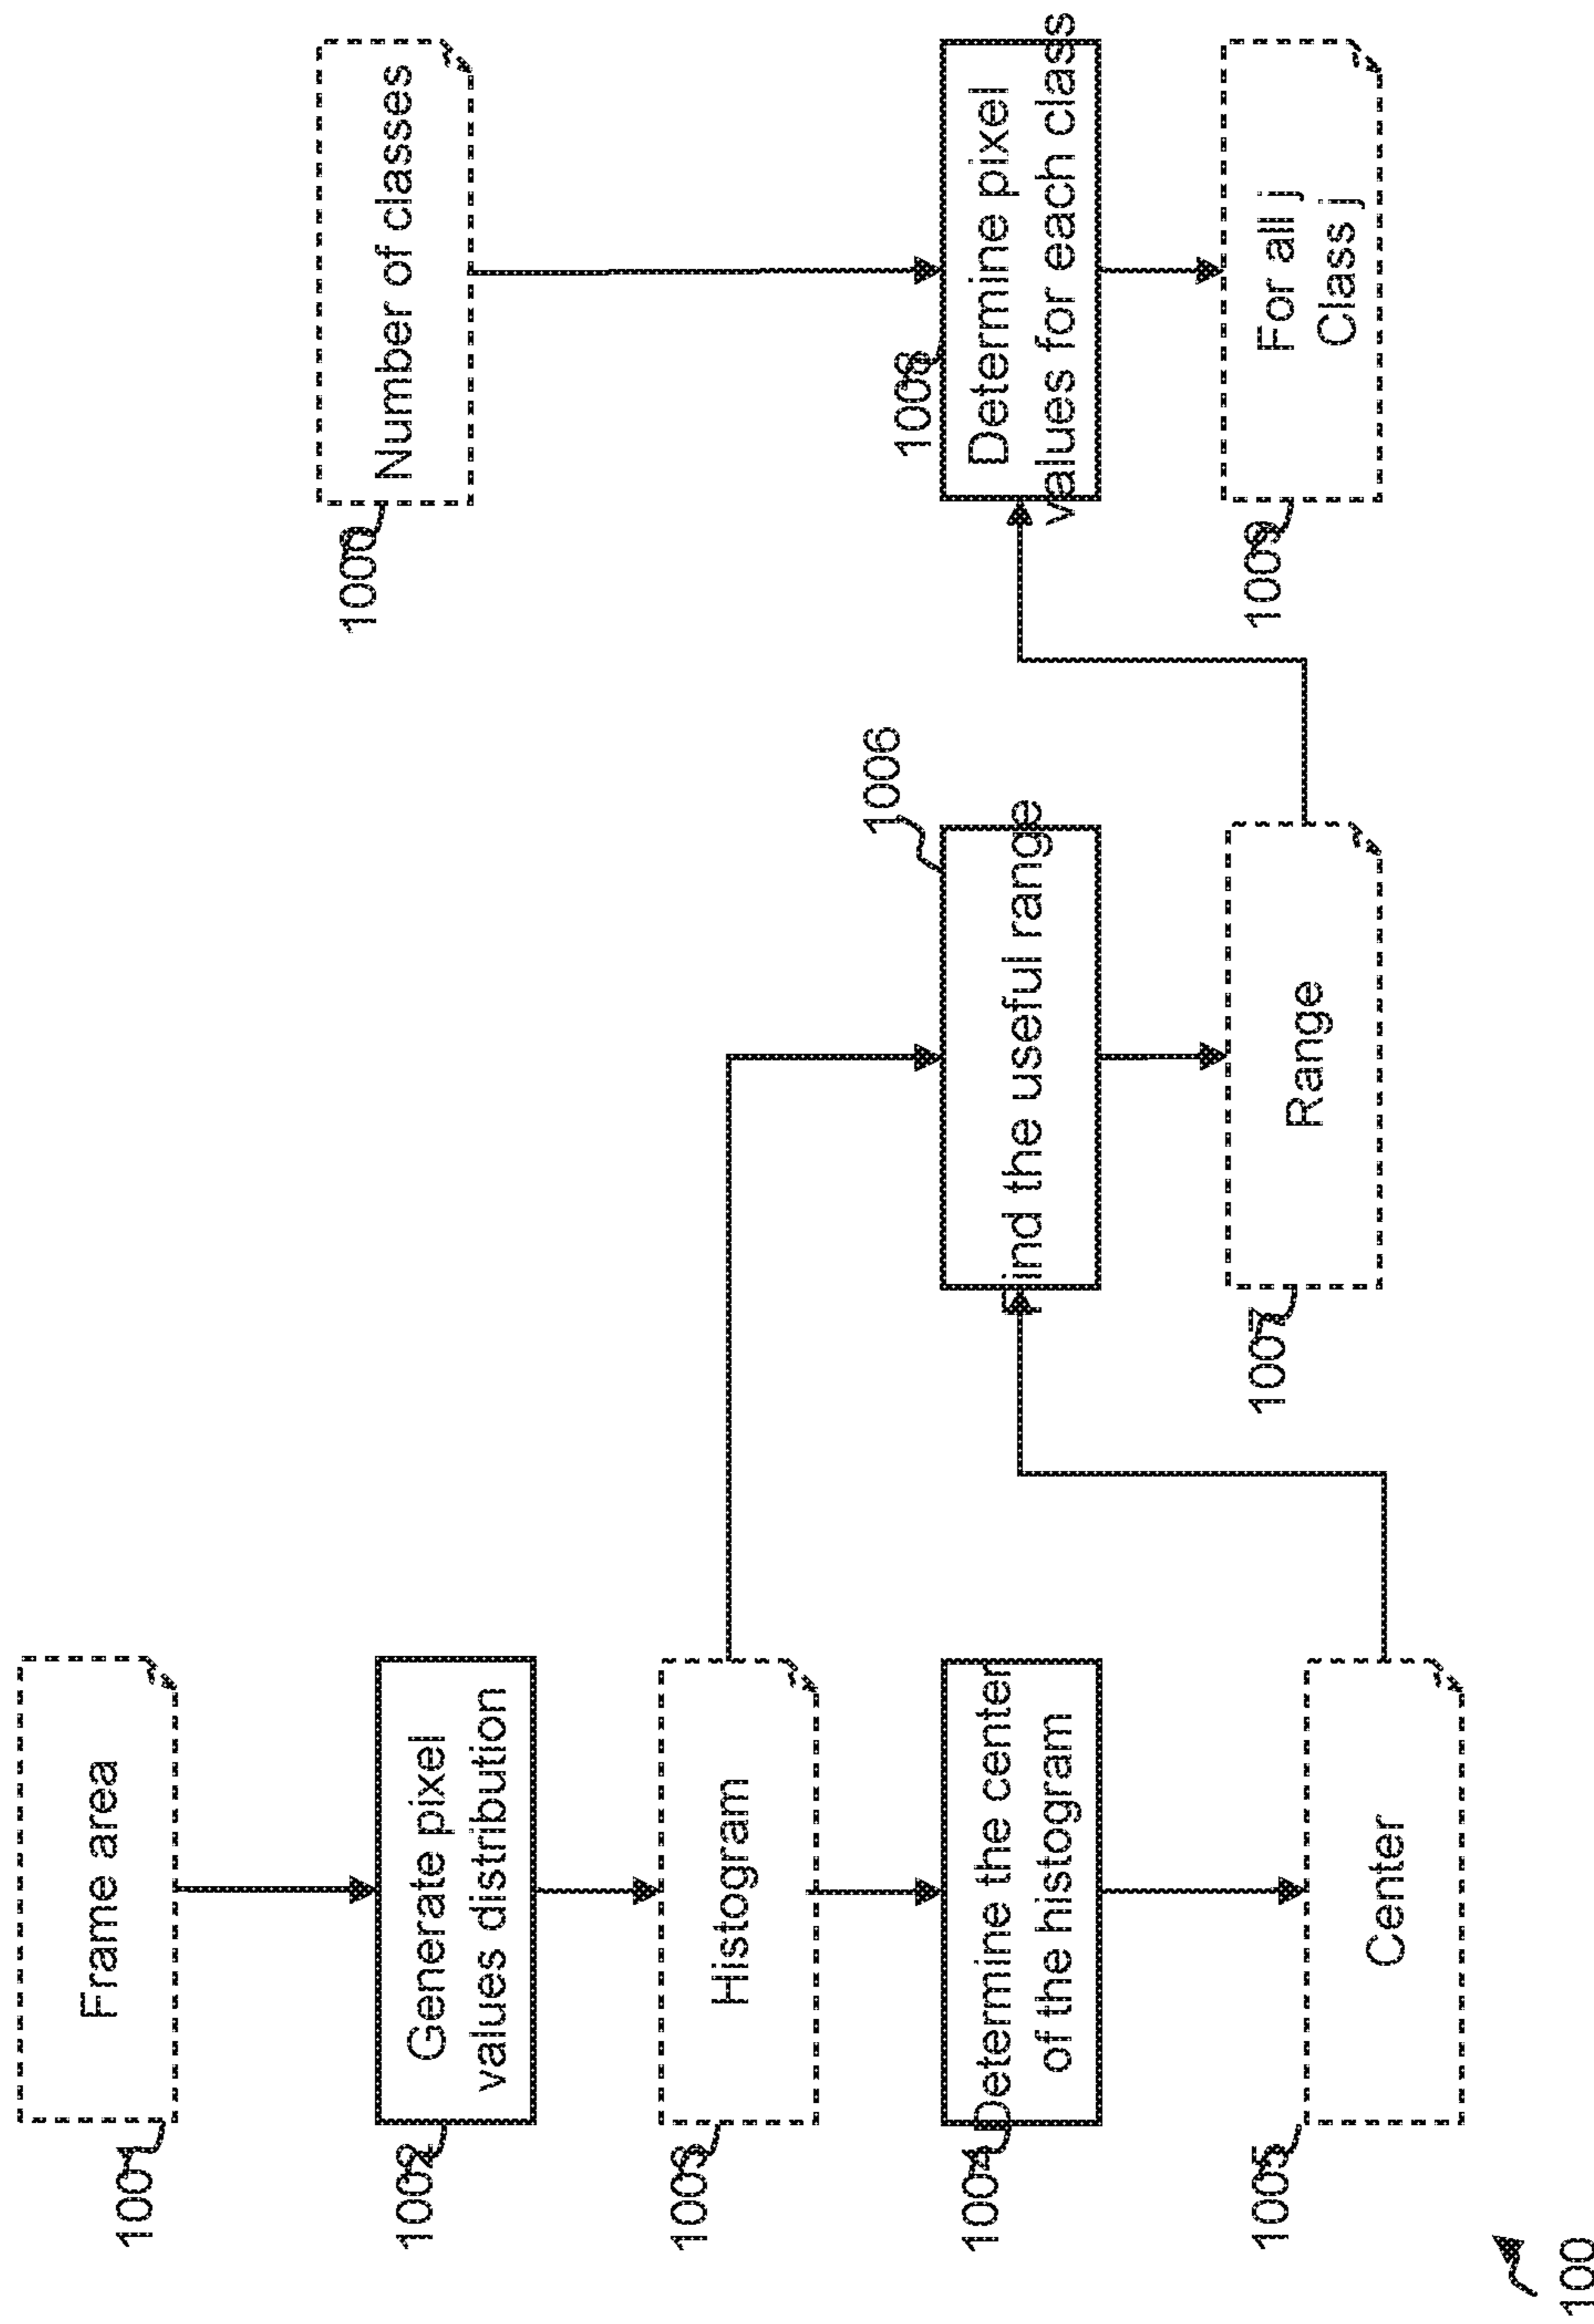 1001
Frame area
1002
Generate pixel
values distribution
1003
Histogram
1004
Determine the center
of the histogram
1005
Center
1006
Find the useful range
1007
Range
1000
Number of classes
1008
Determine pixel
values for each class
1009
For all j
Class j
100